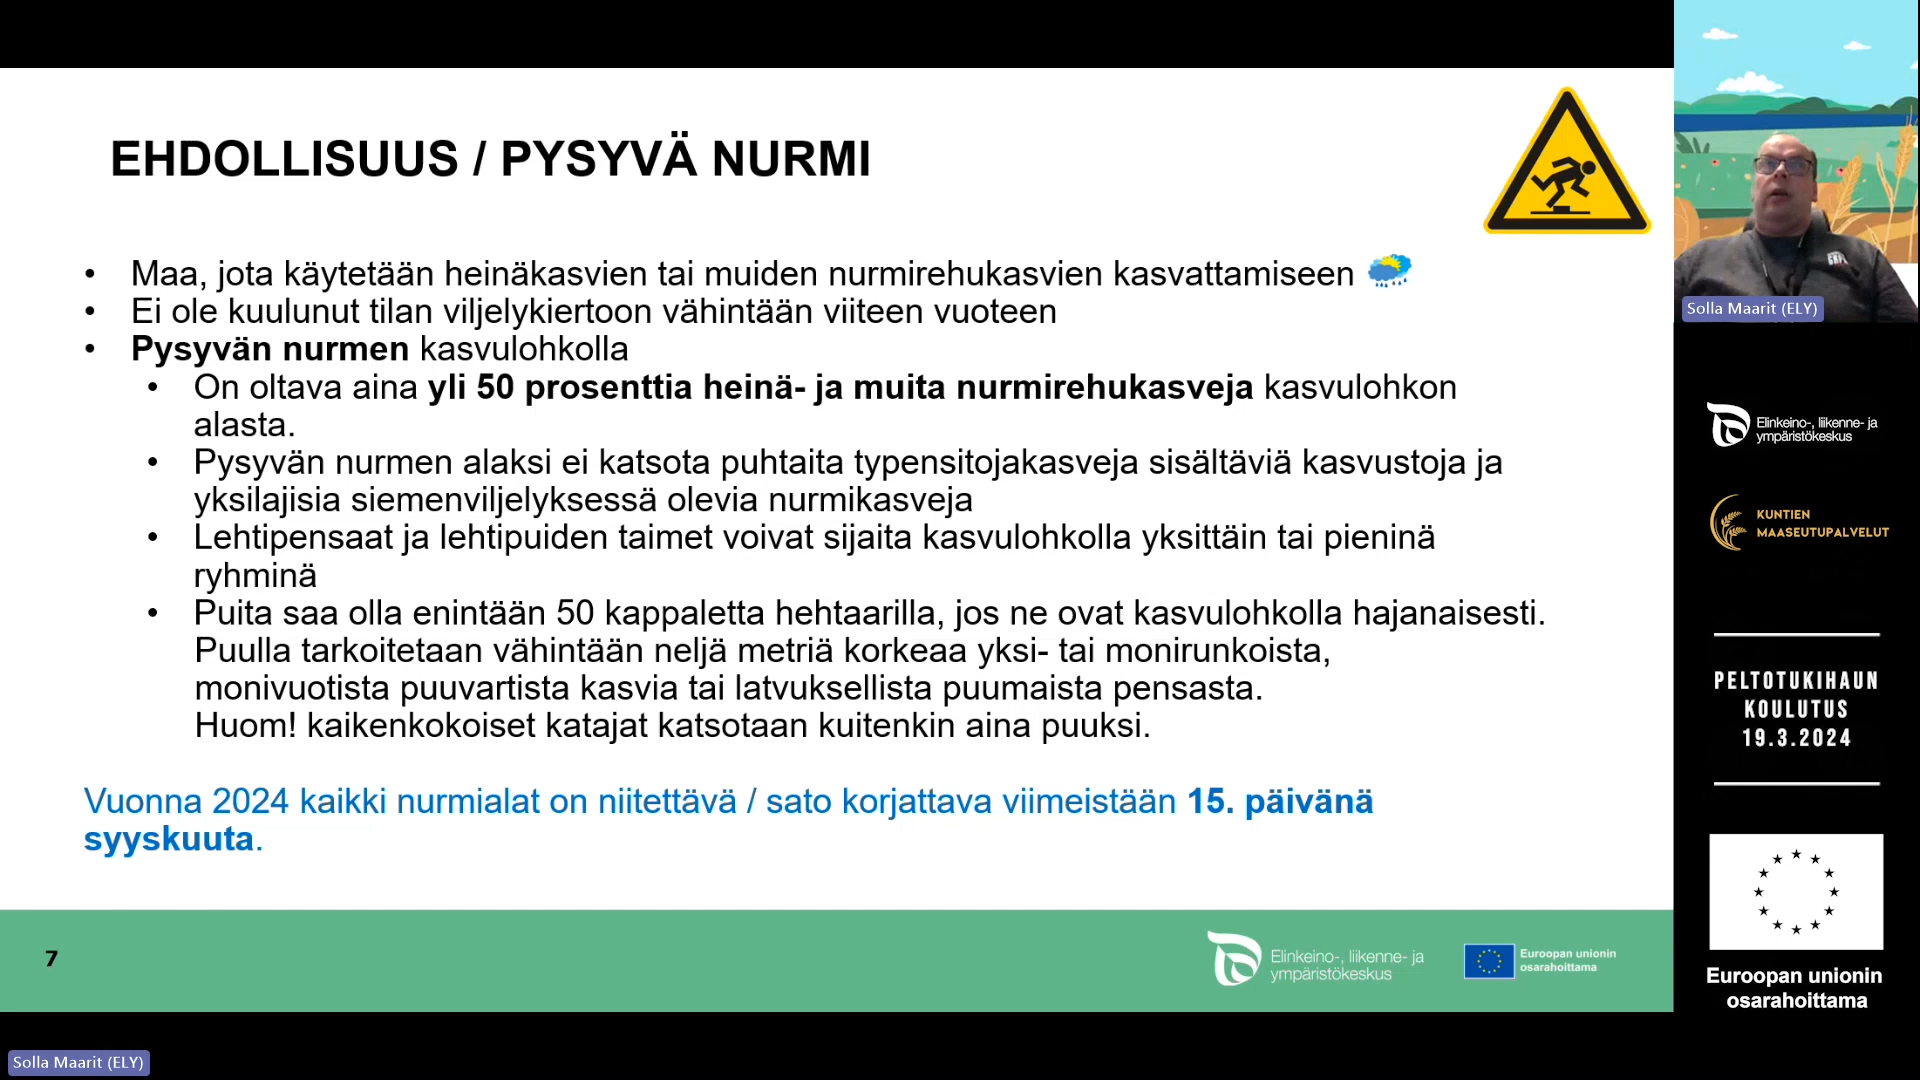 EHDOLLISUUS / PYSYVÄ NURMI
• Maa, jota käytetään heinäkasvien tai muiden nurmirehukasvien kasvattamiseen
• Ei ole kuulunut tilan viljelykiertoon vähintään viiteen vuoteen
• Pysyvän nurmen kasvulohkolla
• On oltava aina yli 50 prosenttia heinä- ja muita nurmirehukasveja kasvulohkon
alasta.
• Pysyvän nurmen alaksi ei katsota puhtaita typensitojakasveja sisältäviä kasvustoja ja
yksilajisia siemenviljelyksessä olevia nurmikasveja
• Lehtipensaat ja lehtipuiden taimet voivat sijaita kasvulohkolla yksittäin tai pieninä
ryhminä
• Puita saa olla enintään 50 kappaletta hehtaarilla, jos ne ovat kasvulohkolla hajanaisesti.
Puulla tarkoitetaan vähintään neljä metriä korkeaa yksi- tai monirunkoista,
monivuotista puuvartista kasvia tai latvuksellista puumaista pensasta.
Huom! kaikenkokoiset katajat katsotaan kuitenkin aina puuksi.
Vuonna 2024 kaikki nurmialat on niitettävä / sato korjattava viimeistään 15. päivänä
syyskuuta.
7
Elinkeino-, liikenne- ja
ympäristökeskus
Euroopan unionin
osarahoittama
Solla Maarit (ELY)
Solla Maarit (ELY)
Elinkeino-, liikenne- ja
ympäristökeskus
KUNTIEN
MAASEUTUPALVELUT
PELTOTUKIHAUN
KOULUTUS
19.3.2024
Euroopan unionin
osarahoittama